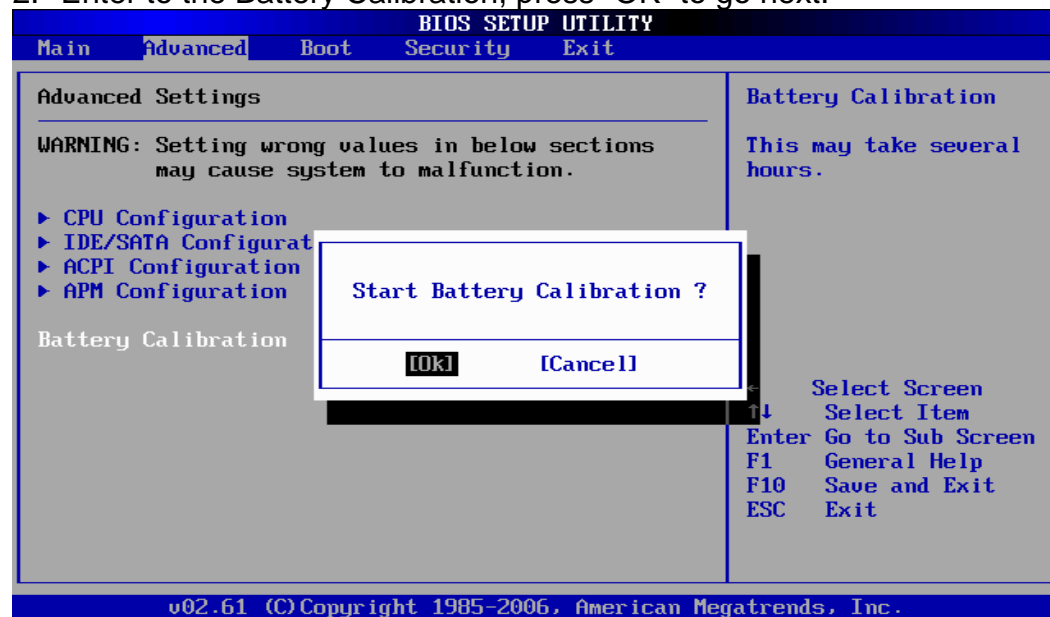 2. Enter to the Battery Calibration, press "OK" to go next.
BIOS SETUP UTILITY
Main Advanced Boot Security Exit
Advanced Settings
WARNING: Setting wrong values in below sections
may cause system to malfunction.
▶ CPU Configuration
▶ IDE/SATA Configurat
▶ ACPI Configuration
▶ APM Configuration
Battery Calibration
Start Battery Calibration ?
[Ok] [Cancel]
Battery Calibration
This may take several
hours.
← Select Screen
↑↓ Select Item
Enter Go to Sub Screen
F1 General Help
F10 Save and Exit
ESC Exit
v02.61 (C)Copyright 1985-2006, American Megatrends, Inc.